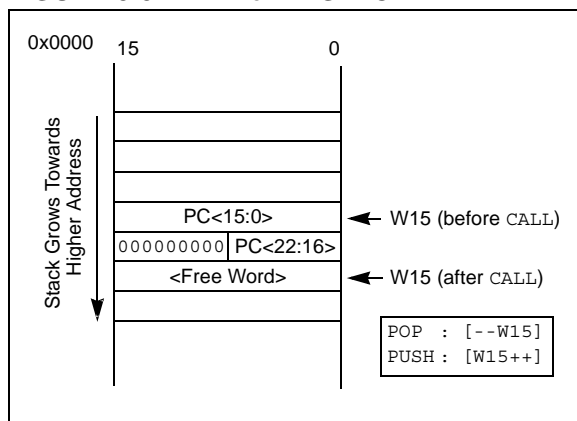 0x0000
15 0
Stack Grows Towards
Higher Address
PC<15:0>
W15 (before CALL)
000000000 PC<22:16>
<Free Word>
W15 (after CALL)
POP : [--W15]
PUSH : [W15++]